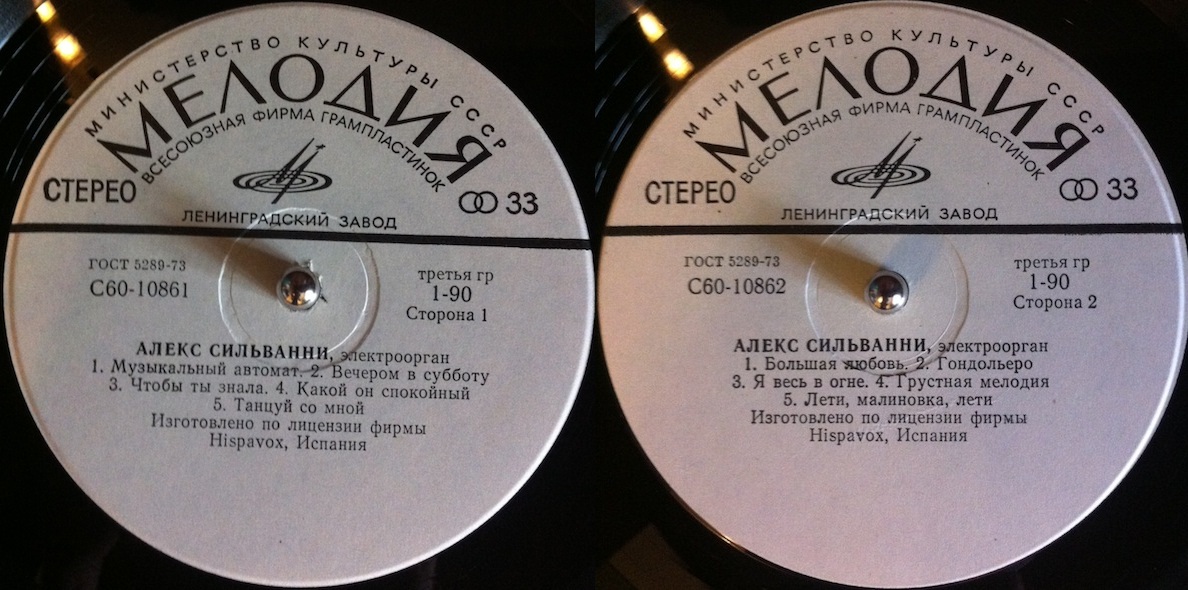 МИНИСТЕРСТВО КУЛЬТУРЫ СССР
МЕЛОДИЯ
ВСЕСОЮЗНАЯ ФИРМА ГРАМПЛАСТИНОК
СТЕРЕО
33
ЛЕНИНГРАДСКИЙ ЗАВОД
ГОСТ 5289-73
С60-10861
третья гр
1-90
Сторона 1
АЛЕКС СИЛЬВАННИ, электроорган
1. Музыкальный автомат. 2. Вечером в субботу
3. Чтобы ты знала. 4. Какой он спокойный
5. Танцуй со мной
Изготовлено по лицензии фирмы
Hispavox, Испания
МИНИСТЕРСТВО КУЛЬТУРЫ СССР
МЕЛОДИЯ
ВСЕСОЮЗНАЯ ФИРМА ГРАМПЛАСТИНОК
СТЕРЕО
33
ЛЕНИНГРАДСКИЙ ЗАВОД
ГОСТ 5289-73
С60-10862
третья гр
1-90
Сторона 2
АЛЕКС СИЛЬВАННИ, электроорган
1. Большая любовь. 2. Гондольеро
3. Я весь в огне. 4. Грустная мелодия
5. Лети, малиновка, лети
Изготовлено по лицензии фирмы
Hispavox, Испания